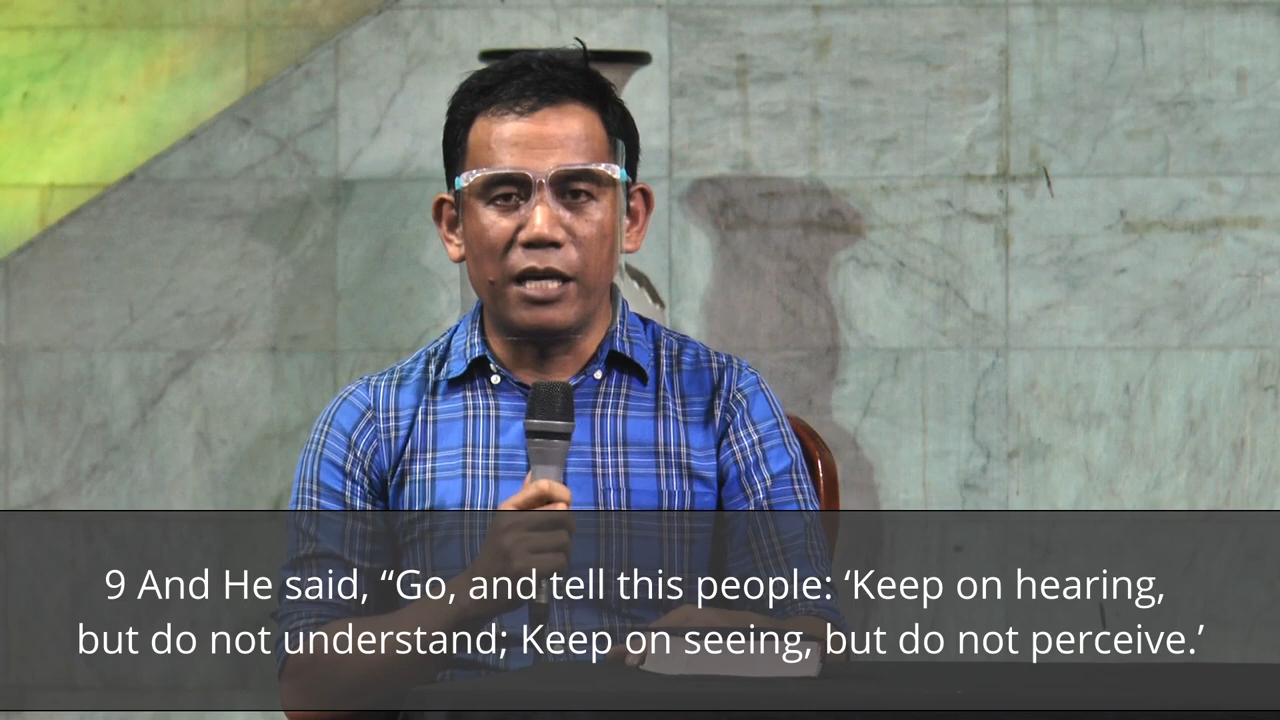 9 And He said, “Go, and tell this people: ‘Keep on hearing,
but do not understand; Keep on seeing, but do not perceive.’